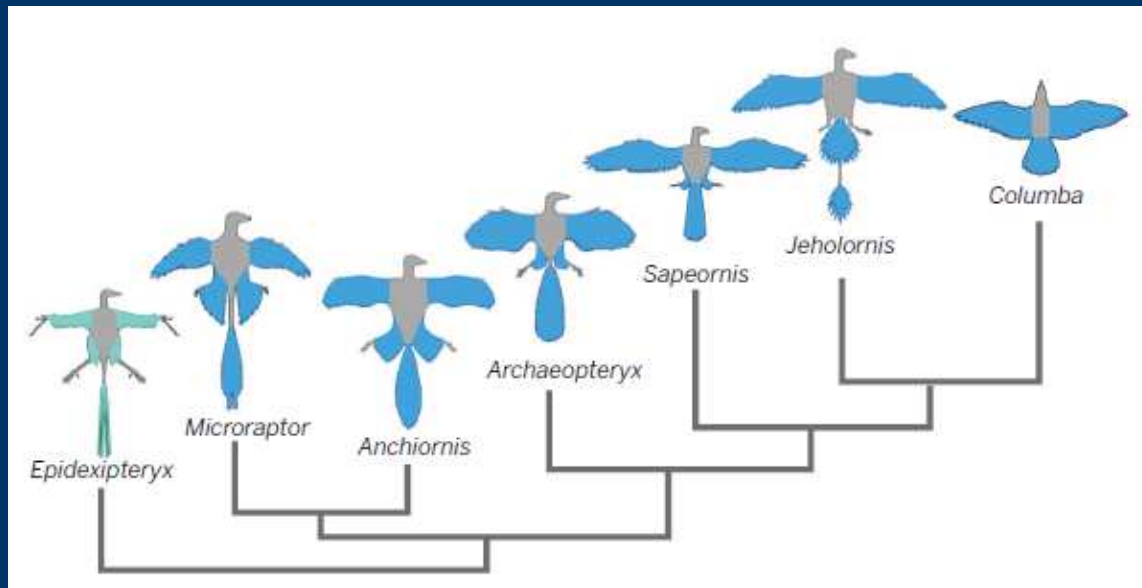 Columba
Jeholornis
Sapeornis
Archaeopteryx
Microraptor
Anchiornis
Epidexipteryx